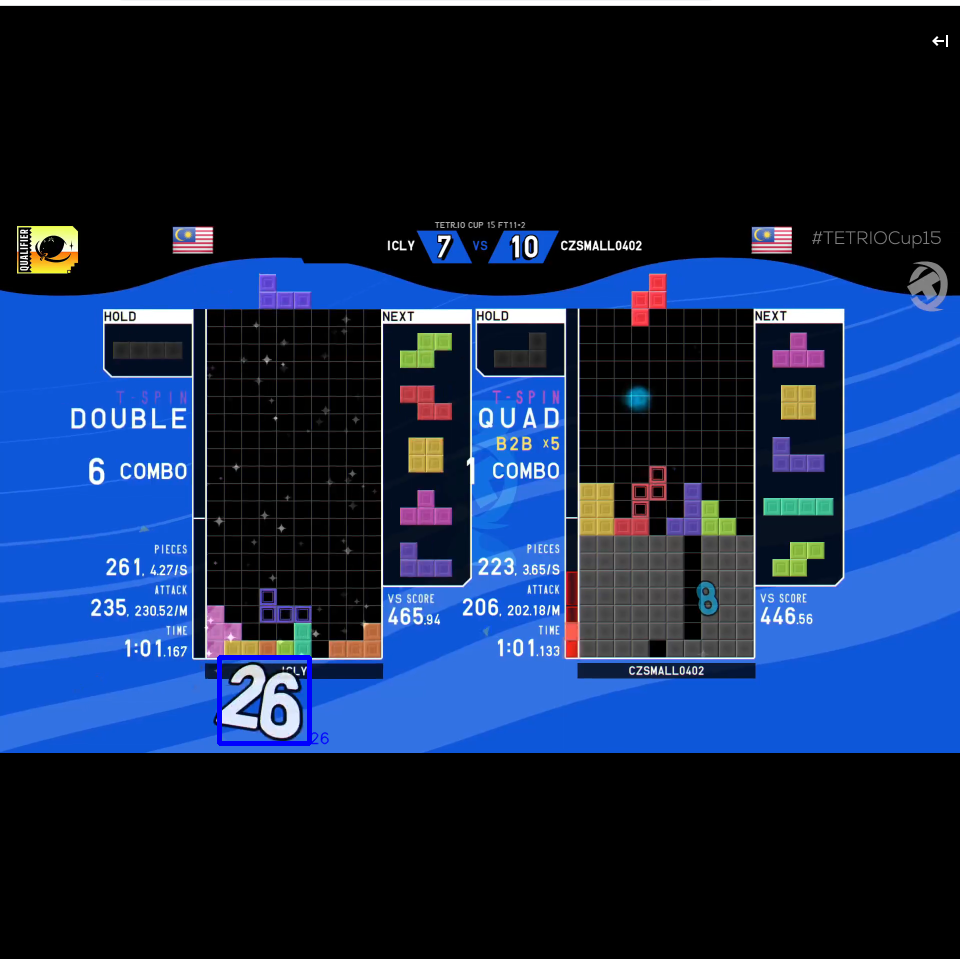 TETR.IO CUP 15 FT11·2
QUALIFIER
ICLY 7 VS 10 CZSMALL0402
#TETRIOCup15
HOLD
NEXT
HOLD
NEXT
T-SPIN
DOUBLE
6 COMBO
T-SPIN
QUAD
B2B x5
1 COMBO
PIECES
261, 4.27/S
ATTACK
235, 230.52/M
TIME
1:01.167
VS SCORE
465.94
PIECES
223, 3.65/S
ATTACK
206, 202.18/M
TIME
1:01.133
VS SCORE
446.56
8
ICLY
CZSMALL0402
26
26